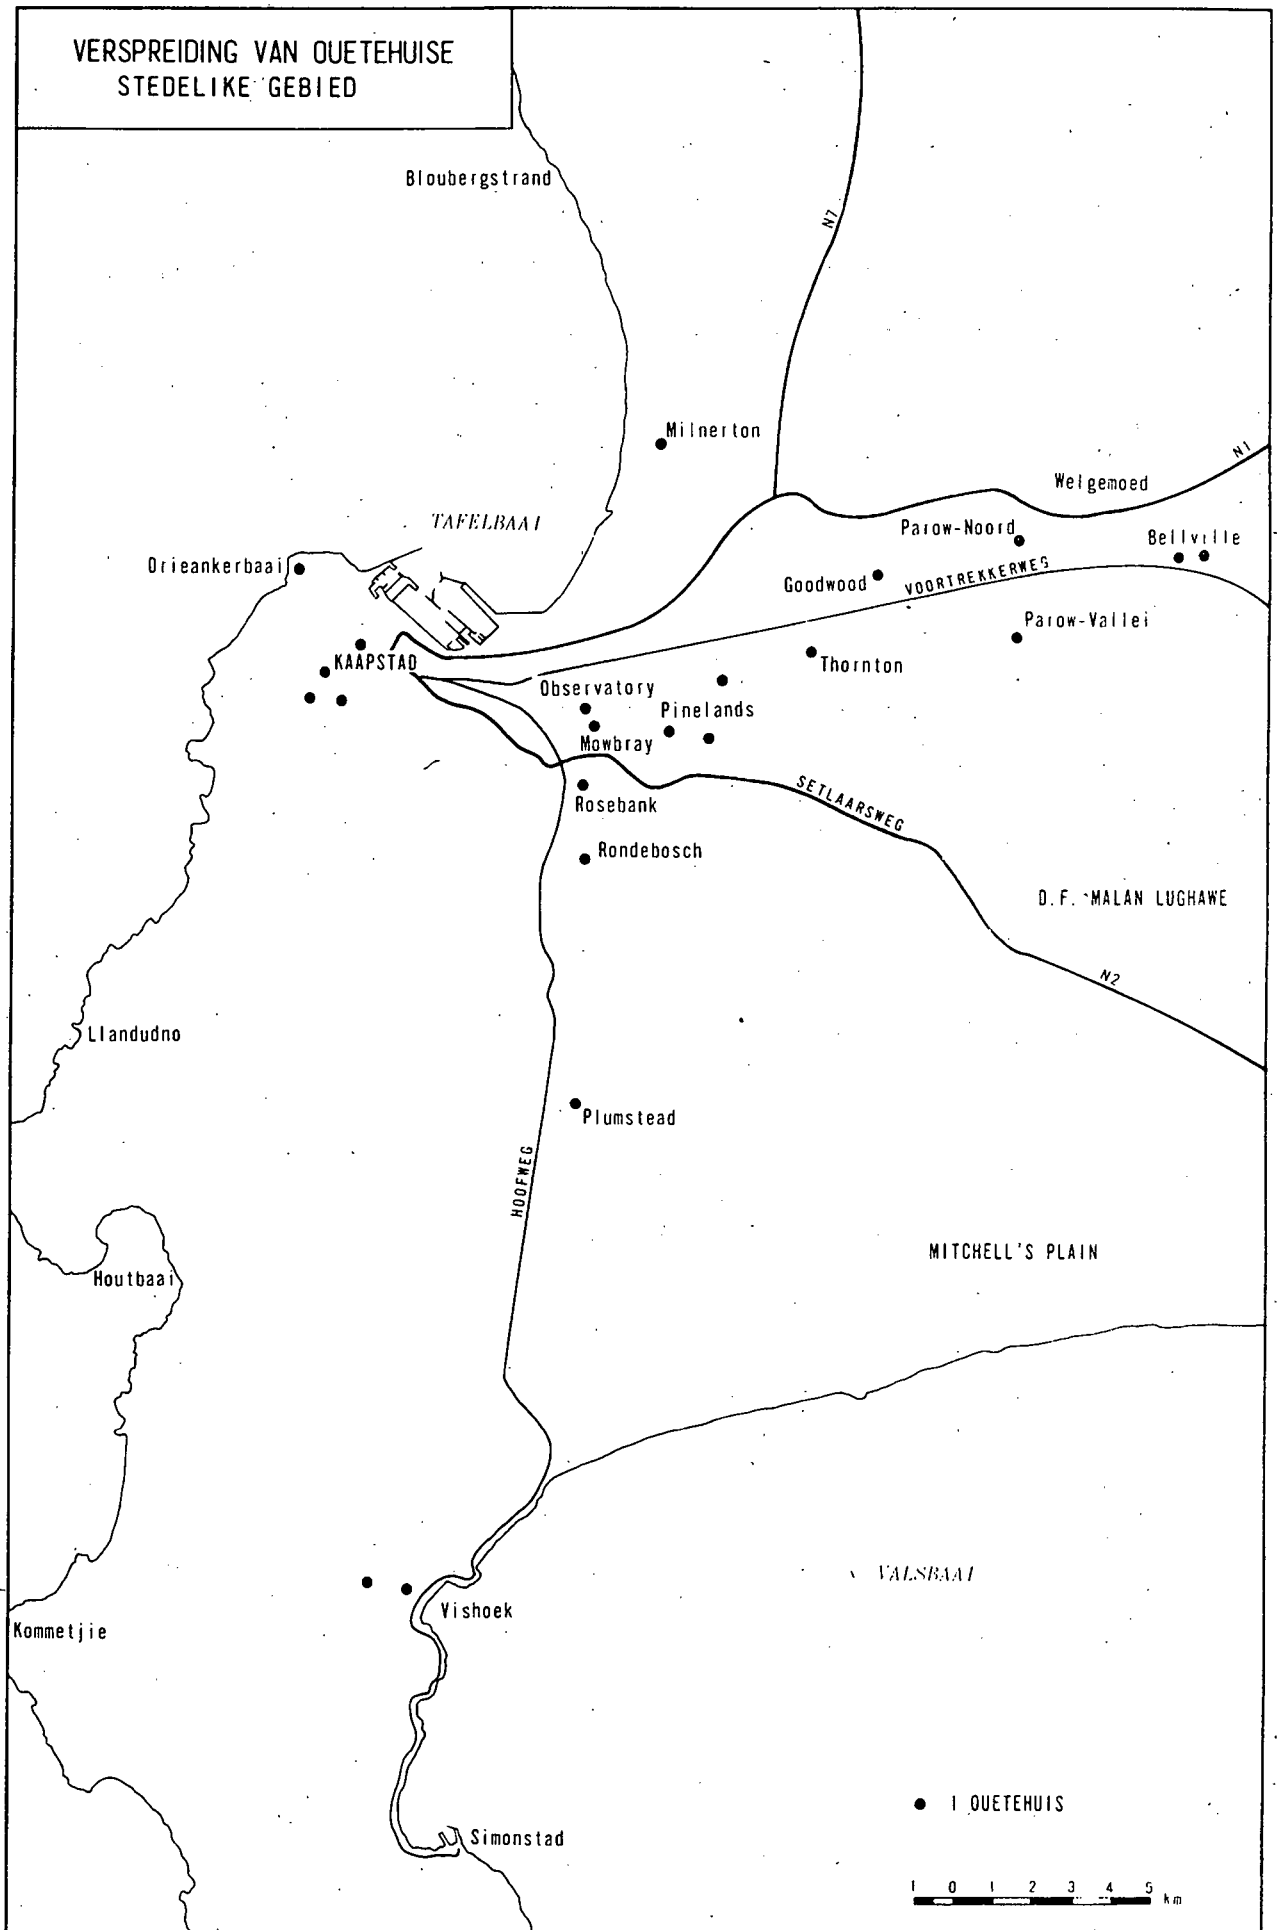 VERSPREIDING VAN OUETEHUISE
STEDELIKE GEBIED
Bloubergstrand
N7
Milnerton
N1
Welgemoed
TAFELBAAI
Parow-Noord
Bellville
Drieankerbaai
Goodwood
VOORTREKKERWEG
Parow-Vallei
KAAPSTAD
Thornton
Observatory
Pinelands
Mowbray
SETLAARSWEG
Rosebank
Rondebosch
D.F. MALAN LUGHAWE
N2
Llandudno
Plumstead
HOOFWEG
MITCHELL'S PLAIN
Houtbaai
VALSBAAI
Vishoek
Kommetjie
1 OUETEHUIS
Simonstad
1 0 1 2 3 4 5 km